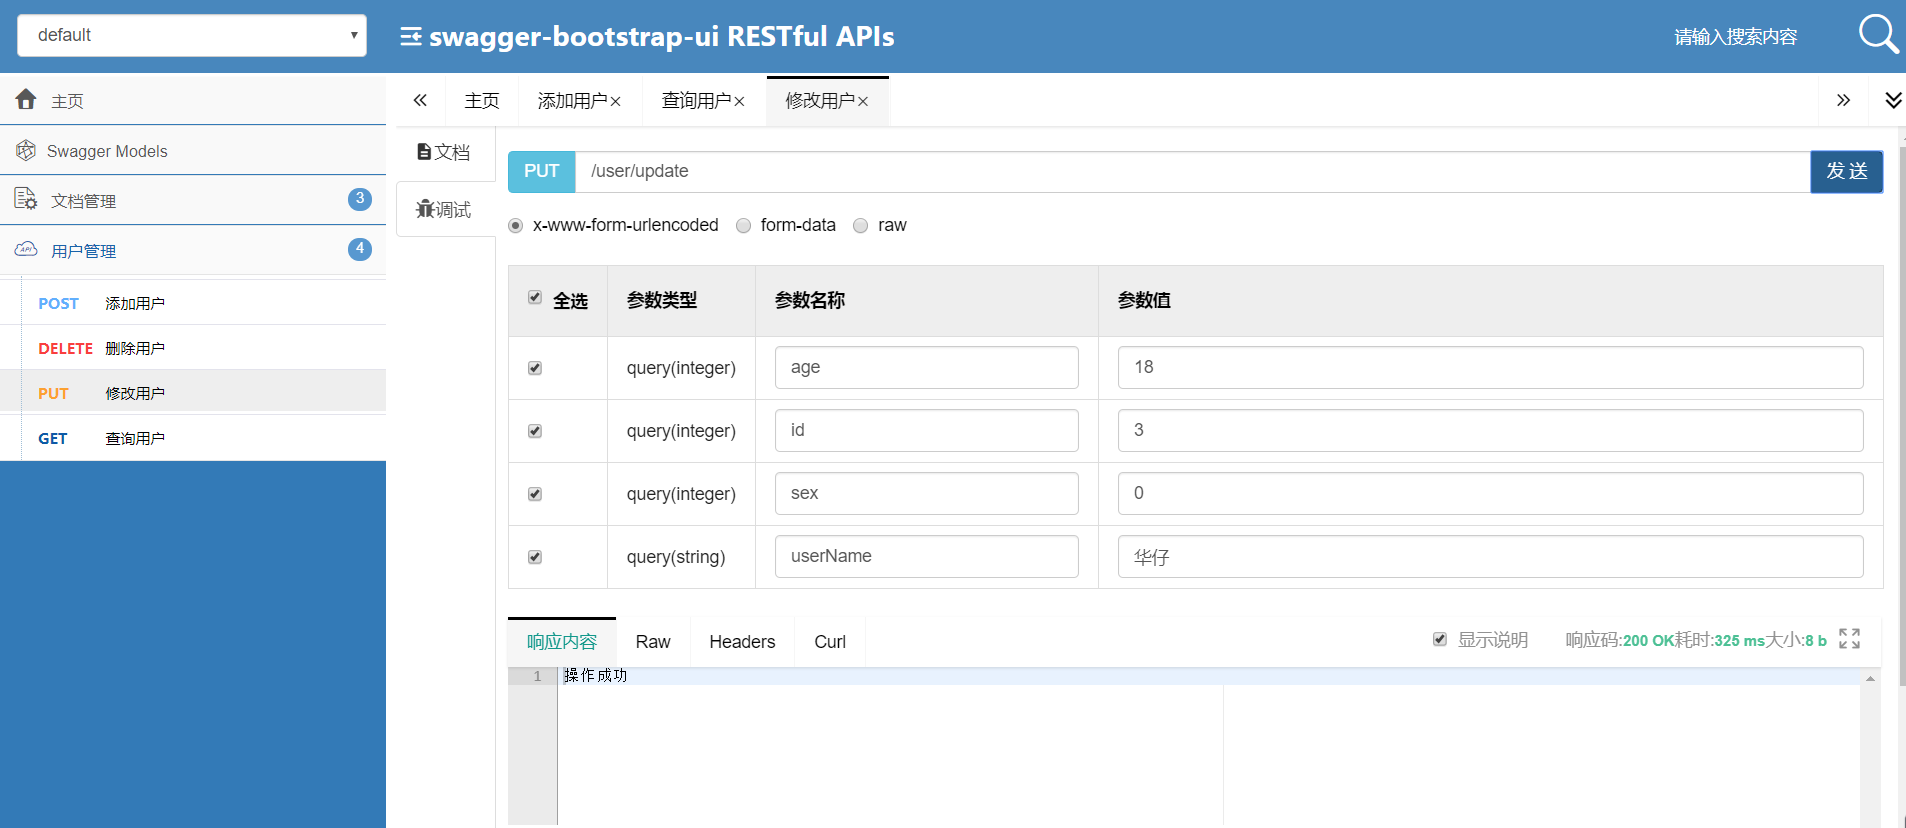 default
swagger-bootstrap-ui RESTful APIs
请输入搜索内容
主页
Swagger Models
文档管理 3
用户管理 4
POST 添加用户
DELETE 删除用户
PUT 修改用户
GET 查询用户
主页 添加用户× 查询用户× 修改用户×
文档
调试
PUT /user/update 发 送
x-www-form-urlencoded form-data raw
全选 参数类型 参数名称 参数值
query(integer) age 18
query(integer) id 3
query(integer) sex 0
query(string) userName 华仔
响应内容 Raw Headers Curl 显示说明 响应码:200 OK耗时:325 ms大小:8 b
1 操作成功